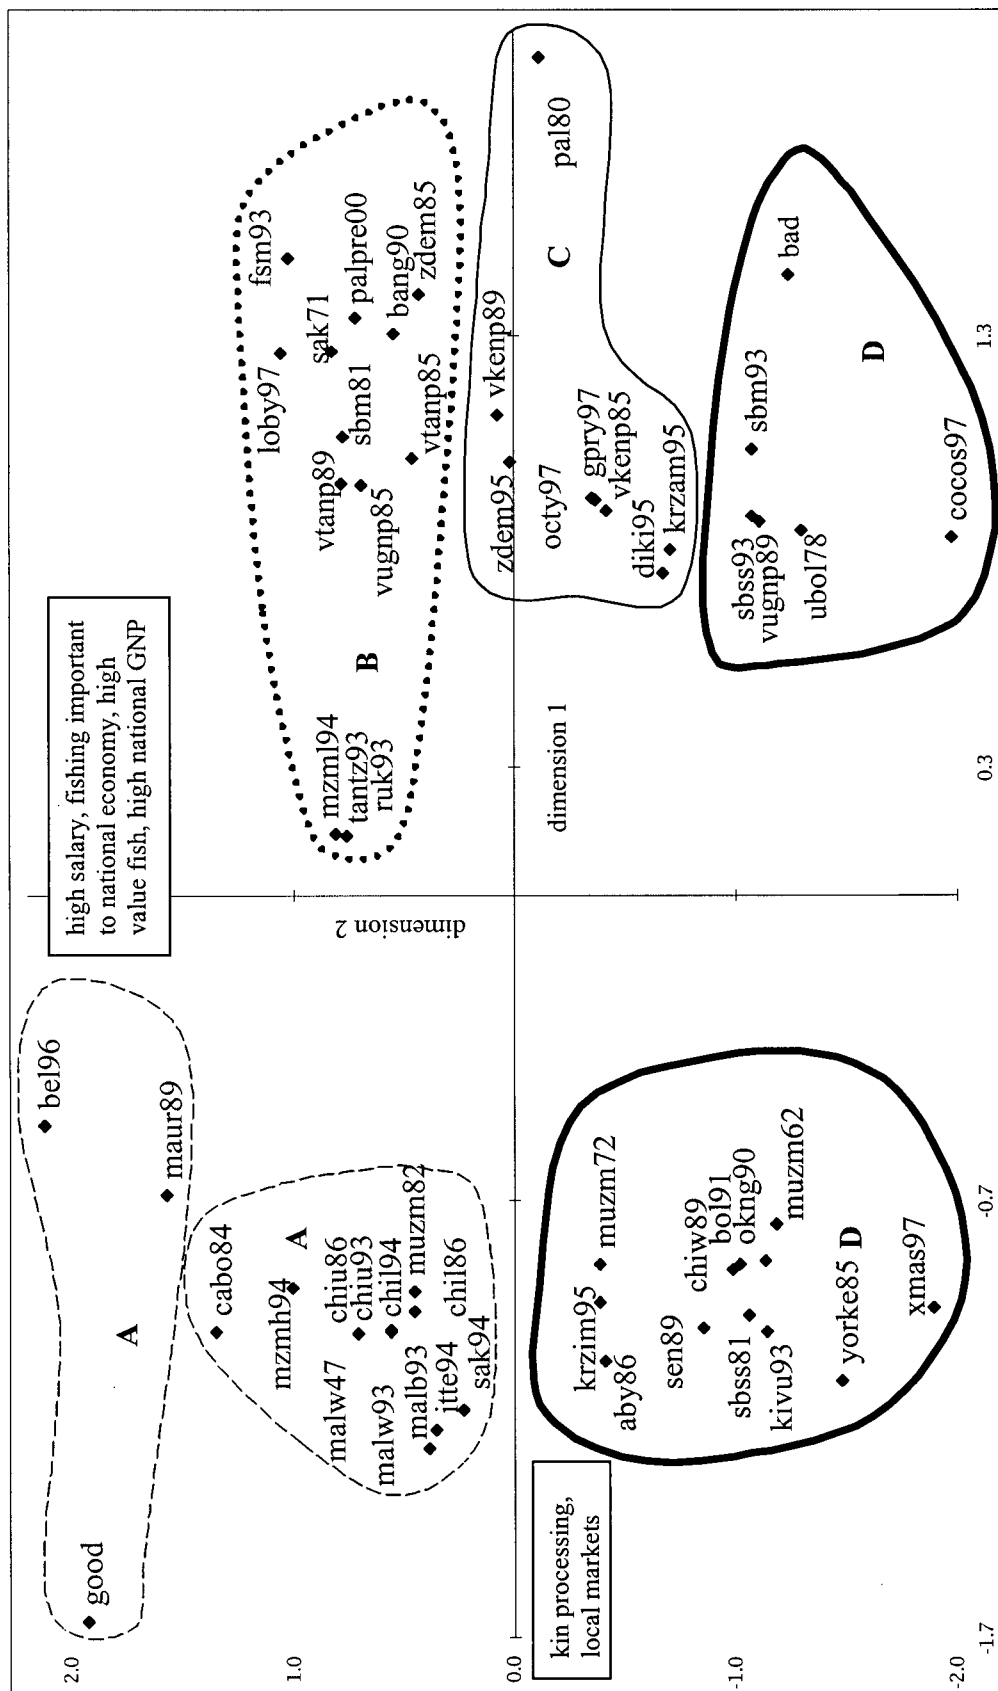 2.0
1.0
0.0
-1.0
-2.0
-1.7
-0.7
0.3
1.3
dimension 2
dimension 1
high salary, fishing important
to national economy, high
value fish, high national GNP
kin processing,
local markets
good
bel96
maur89
A
cabo84
mzmh94
A
chiu86
chiu93
chil94
muzm82
malw47
malw93
malb93
itte94
sak94
chil86
mzml94
tantz93
ruk93
B
fsm93
loby97
sak71
palpre00
sbm81
bang90
zdem85
vtanp89
vugnp85
vtanp85
vkenp89
zdem95
octy97
gpry97
vkenp85
diki95
krzam95
C
pal80
krzim95
aby86
muzm72
sen89
chiw89
bol91
okng90
sbss81
kivu93
muzm62
yorke85
D
xmas97
sbss93
vugnp89
ubol78
sbm93
bad
D
cocos97